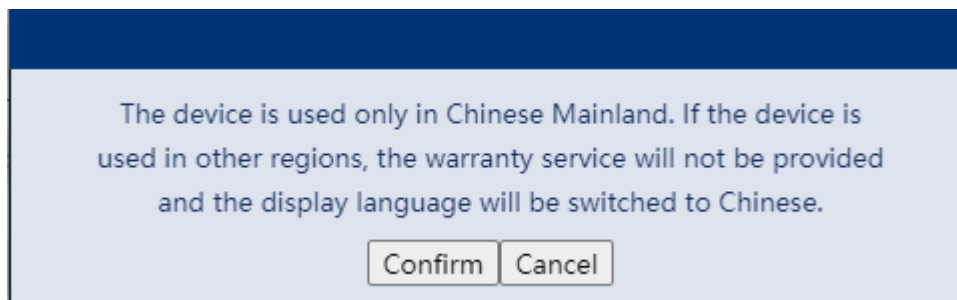 The device is used only in Chinese Mainland. If the device is
used in other regions, the warranty service will not be provided
and the display language will be switched to Chinese.
Confirm Cancel